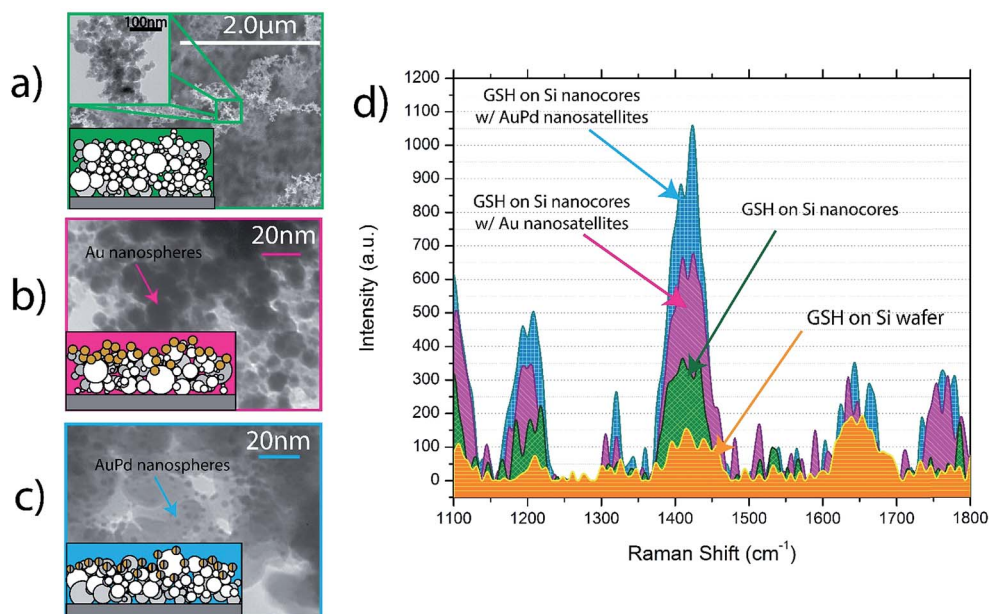 a)
100nm
2.0µm
b)
Au nanospheres
20nm
c)
AuPd nanospheres
20nm
d)
GSH on Si nanocores
w/ AuPd nanosatellites
GSH on Si nanocores
w/ Au nanosatellites
GSH on Si nanocores
GSH on Si wafer
Intensity (a.u.)
1200
1100
1000
900
800
700
600
500
400
300
200
100
0
1100 1200 1300 1400 1500 1600 1700 1800
Raman Shift (cm⁻¹)